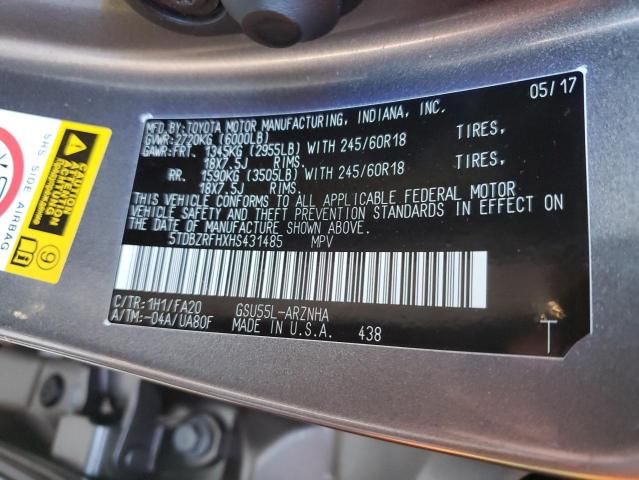 05/17
MFD.BY:TOYOTA MOTOR MANUFACTURING, INDIANA, INC.
GVWR:2720KG (6000LB)
GAWR:FRT. 1345KG (2955LB) WITH 245/60R18 TIRES,
18X7.5J RIMS.
RR. 1590KG (3505LB) WITH 245/60R18 TIRES,
18X7.5J RIMS.
THIS VEHICLE CONFORMS TO ALL APPLICABLE FEDERAL MOTOR
VEHICLE SAFETY AND THEFT PREVENTION STANDARDS IN EFFECT ON
THE DATE OF MANUFACTURE SHOWN ABOVE.
5TDBZRFHXHS431485 MPV
C/TR:1H1/FA20 GSU55L-ARZNHA
A/TM:-04A/UA80F MADE IN U.S.A. 438
T
SRS SIDE AIRBAG
CAUTION
ATTENTION
9